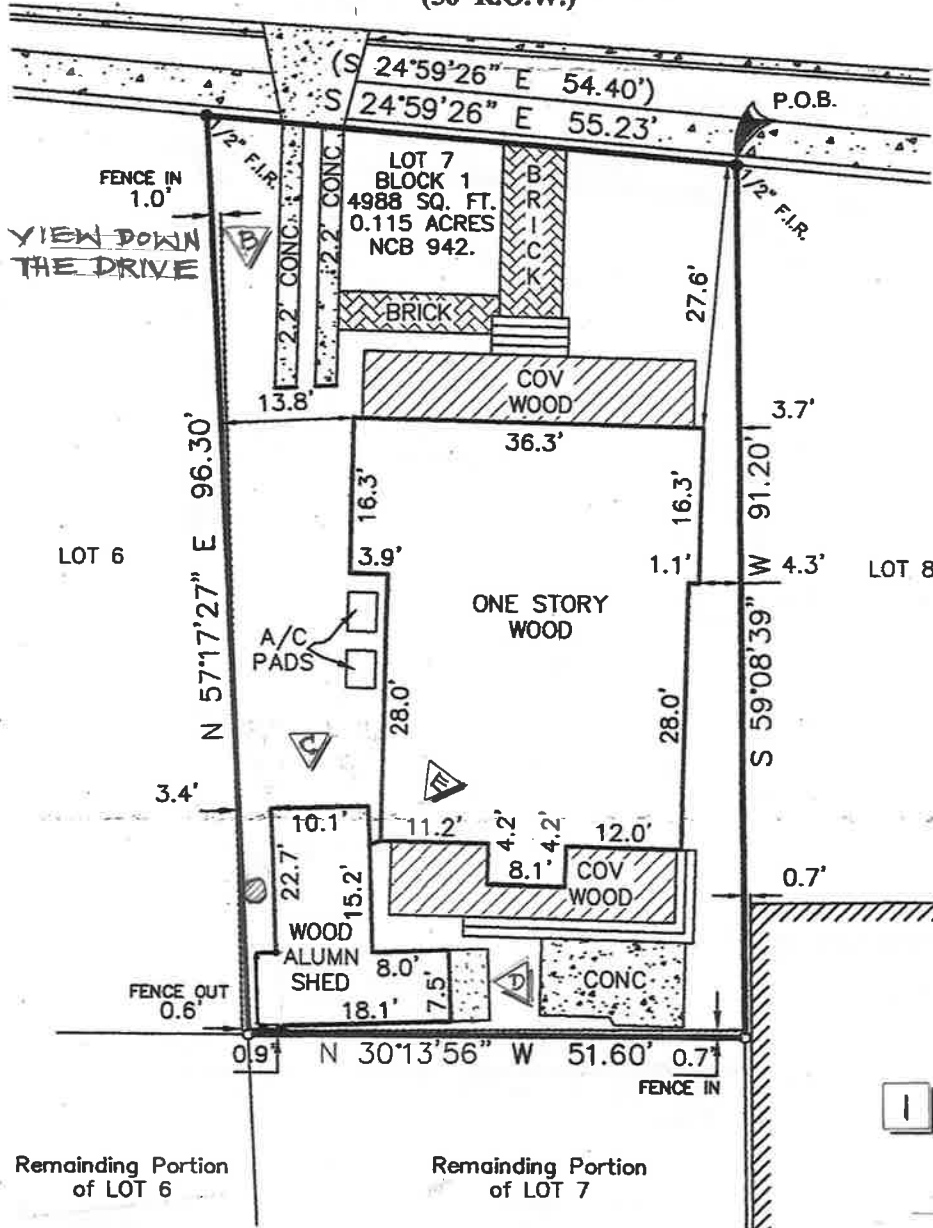 (50' R.O.W.)
(S 24°59'26" E 54.40')
S 24°59'26" E 55.23'
P.O.B.
1/2" F.I.R.
1/2" F.I.R.
FENCE IN
1.0'
VIEW DOWN
THE DRIVE
B
2.2' CONC.
2.2' CONC
LOT 7
BLOCK 1
4988 SQ. FT.
0.115 ACRES
NCB 942.
BRICK
BRICK
27.6'
COV
WOOD
13.8'
36.3'
3.7'
N 57°17'27" E 96.30'
16.3'
16.3'
S 59°08'39" W 91.20'
3.9'
1.1'
4.3'
LOT 6
LOT 8
ONE STORY
WOOD
A/C
PADS
28.0'
28.0'
C
E
3.4'
10.1'
11.2'
4.2'
4.2'
12.0'
8.1'
COV
WOOD
0.7'
22.7'
15.2'
WOOD
ALUMN
SHED
8.0'
7.5'
18.1'
D
CONC
FENCE OUT
0.6'
0.9'
N 30°13'56" W 51.60'
0.7'
FENCE IN
1
Remainding Portion
of LOT 6
Remainding Portion
of LOT 7